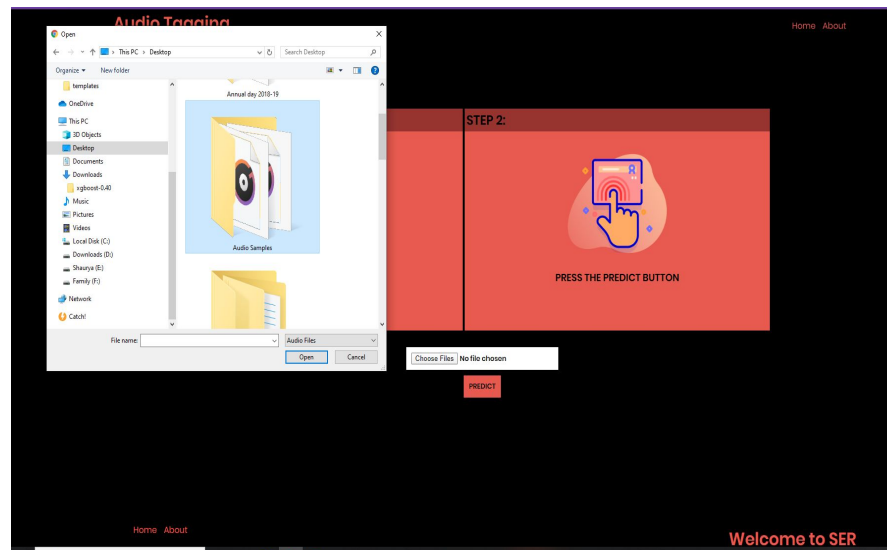 Audio Tagging
Home About
Open
This PC > Desktop
Search Desktop
Organize
New folder
templates
OneDrive
This PC
3D Objects
Desktop
Documents
Downloads
xgboost-0.40
Music
Pictures
Videos
Local Disk (C:)
Downloads (D:)
Shaurya (E:)
Family (F:)
Network
Catch!
Annual day 2018-19
Audio Samples
File name:
Audio Files
Open
Cancel
STEP 2:
PRESS THE PREDICT BUTTON
Choose Files No file chosen
PREDICT
Home About
Welcome to SER